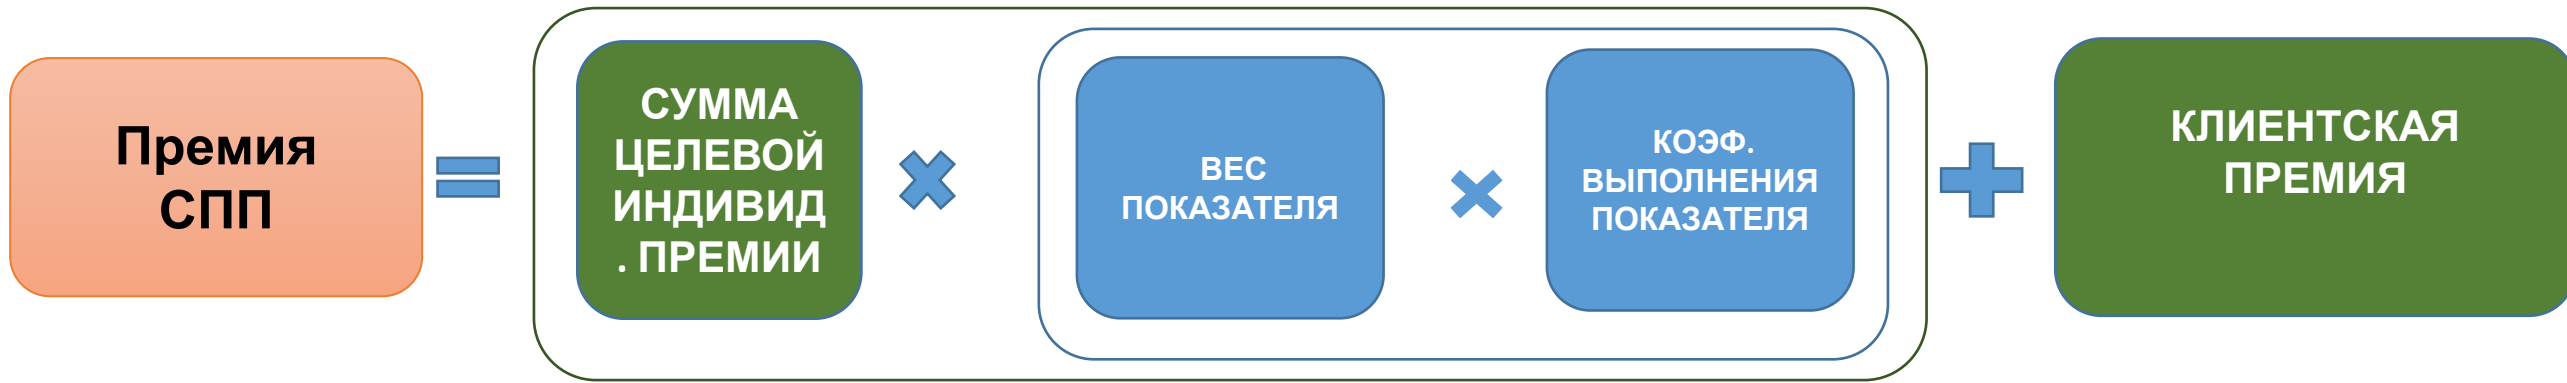 Премия
СПП
СУММА
ЦЕЛЕВОЙ
ИНДИВИД
. ПРЕМИИ
ВЕС
ПОКАЗАТЕЛЯ
КОЭФ.
ВЫПОЛНЕНИЯ
ПОКАЗАТЕЛЯ
КЛИЕНТСКАЯ
ПРЕМИЯ